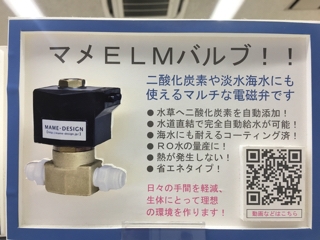 マメELMバルブ！！
二酸化炭素や淡水海水にも
使えるマルチな電磁弁です
MAME-DESIGN
● 水草へ二酸化炭素を自動添加！
● 水道直結で完全自動給水が可能！
● 海水にも耐えるコーティング済！
● RO水の量産に！
● 熱が発生しない！
● 省エネタイプ！
日々の手間を軽減、
生体にとって理想
の環境を作ります！
動画などはこちら